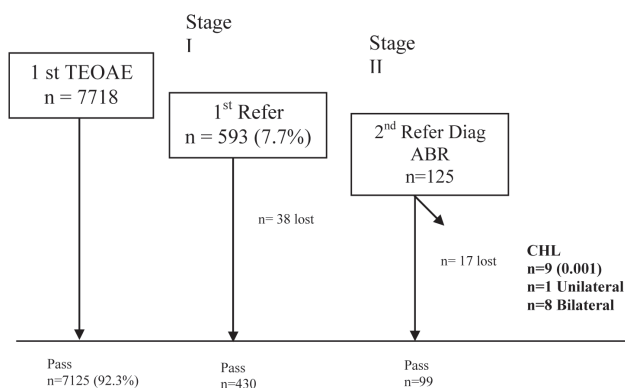 Stage
I
Stage
II
1 st TEOAE
n = 7718
1st Refer
n = 593 (7.7%)
2nd Refer Diag
ABR
n=125
n= 38 lost
n= 17 lost
CHL
n=9 (0.001)
n=1 Unilateral
n=8 Bilateral
Pass
n=7125 (92.3%)
Pass
n=430
Pass
n=99